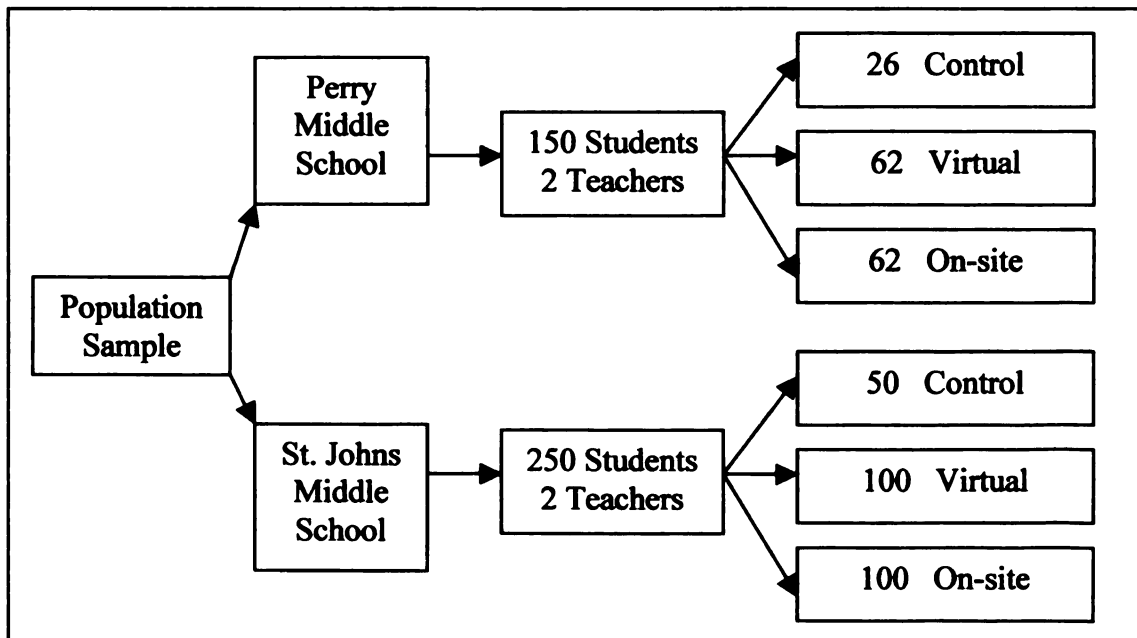 Population
Sample
Perry
Middle
School
150 Students
2 Teachers
26 Control
62 Virtual
62 On-site
St. Johns
Middle
School
250 Students
2 Teachers
50 Control
100 Virtual
100 On-site